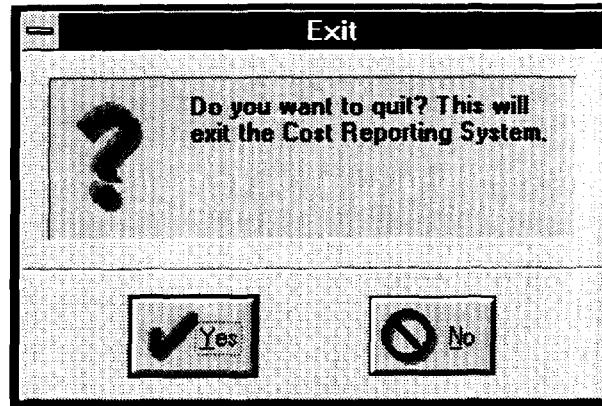 Exit
Do you want to quit? This will
exit the Cost Reporting System.
Yes
No